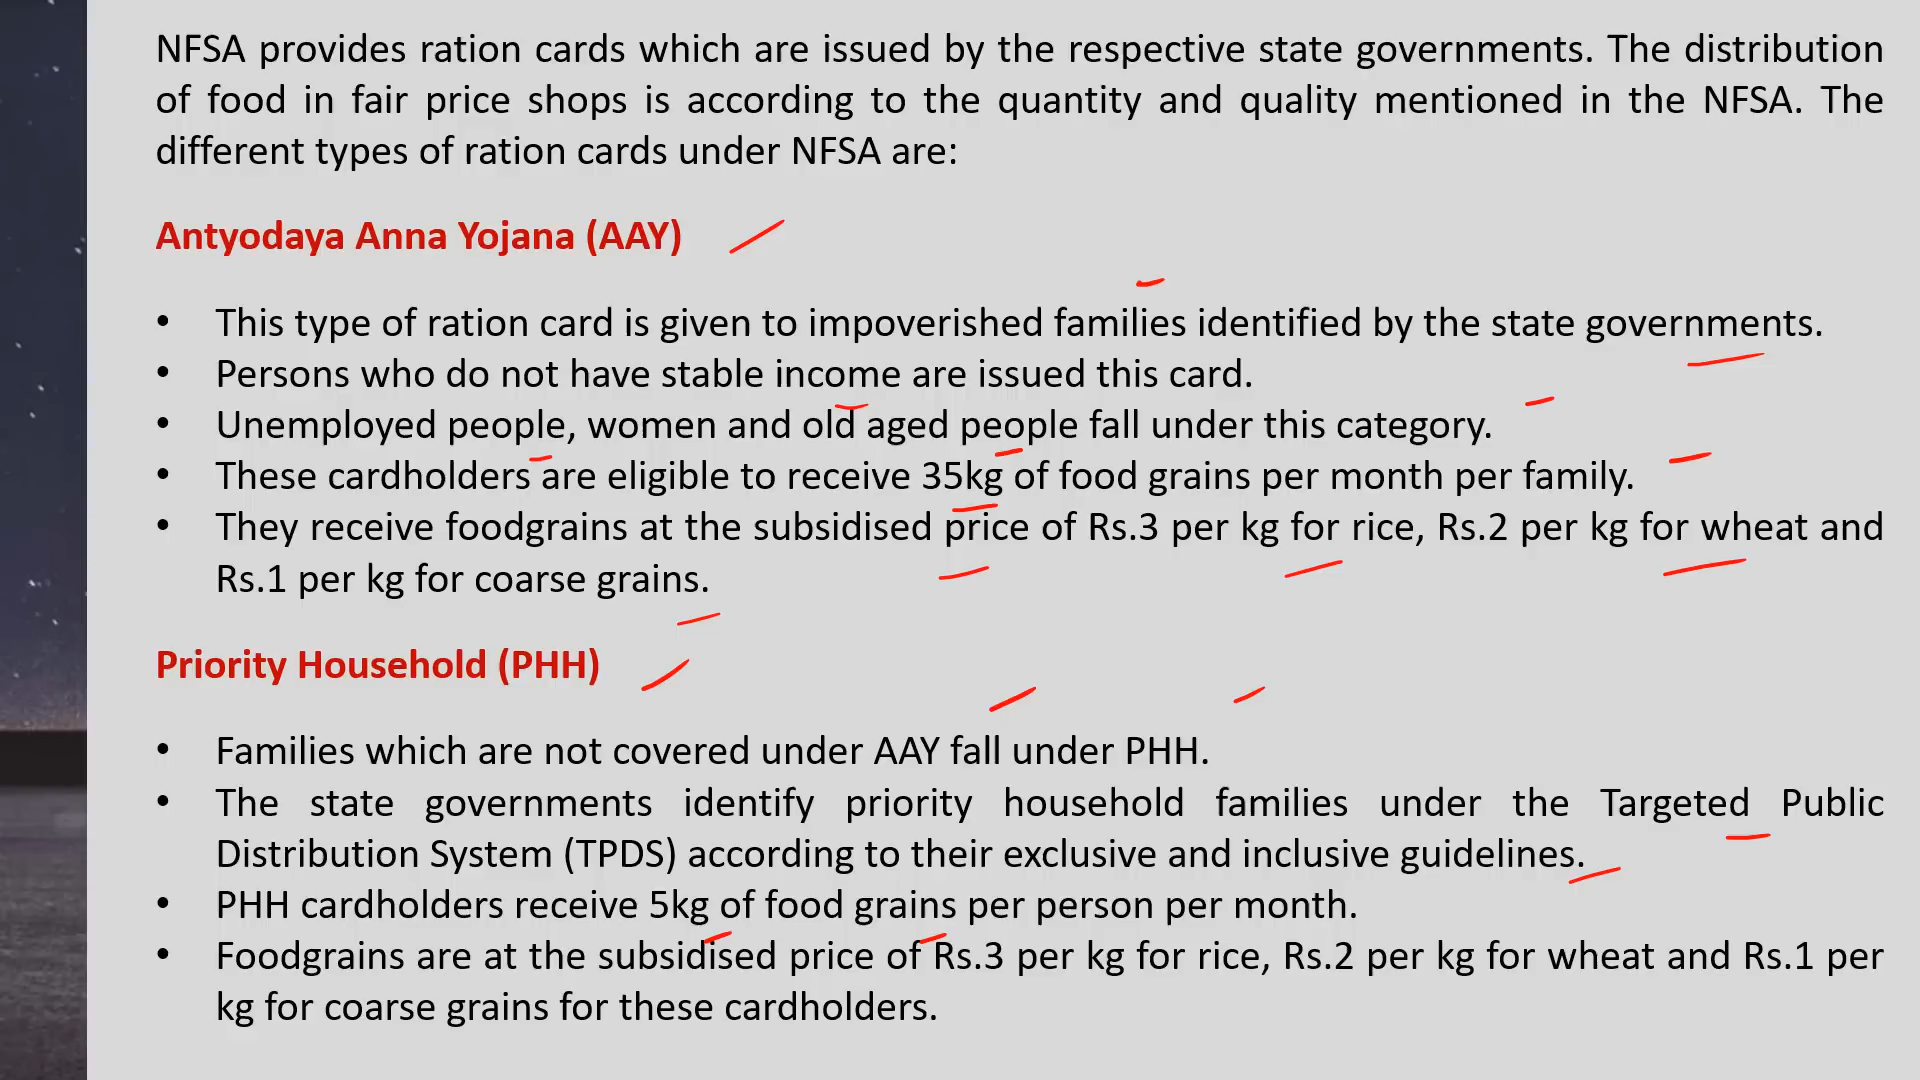 NFSA provides ration cards which are issued by the respective state governments. The distribution
of food in fair price shops is according to the quantity and quality mentioned in the NFSA. The
different types of ration cards under NFSA are:
Antyodaya Anna Yojana (AAY)
• This type of ration card is given to impoverished families identified by the state governments.
• Persons who do not have stable income are issued this card.
• Unemployed people, women and old aged people fall under this category.
• These cardholders are eligible to receive 35kg of food grains per month per family.
• They receive foodgrains at the subsidised price of Rs.3 per kg for rice, Rs.2 per kg for wheat and
Rs.1 per kg for coarse grains.
Priority Household (PHH)
• Families which are not covered under AAY fall under PHH.
• The state governments identify priority household families under the Targeted Public
Distribution System (TPDS) according to their exclusive and inclusive guidelines.
• PHH cardholders receive 5kg of food grains per person per month.
• Foodgrains are at the subsidised price of Rs.3 per kg for rice, Rs.2 per kg for wheat and Rs.1 per
kg for coarse grains for these cardholders.